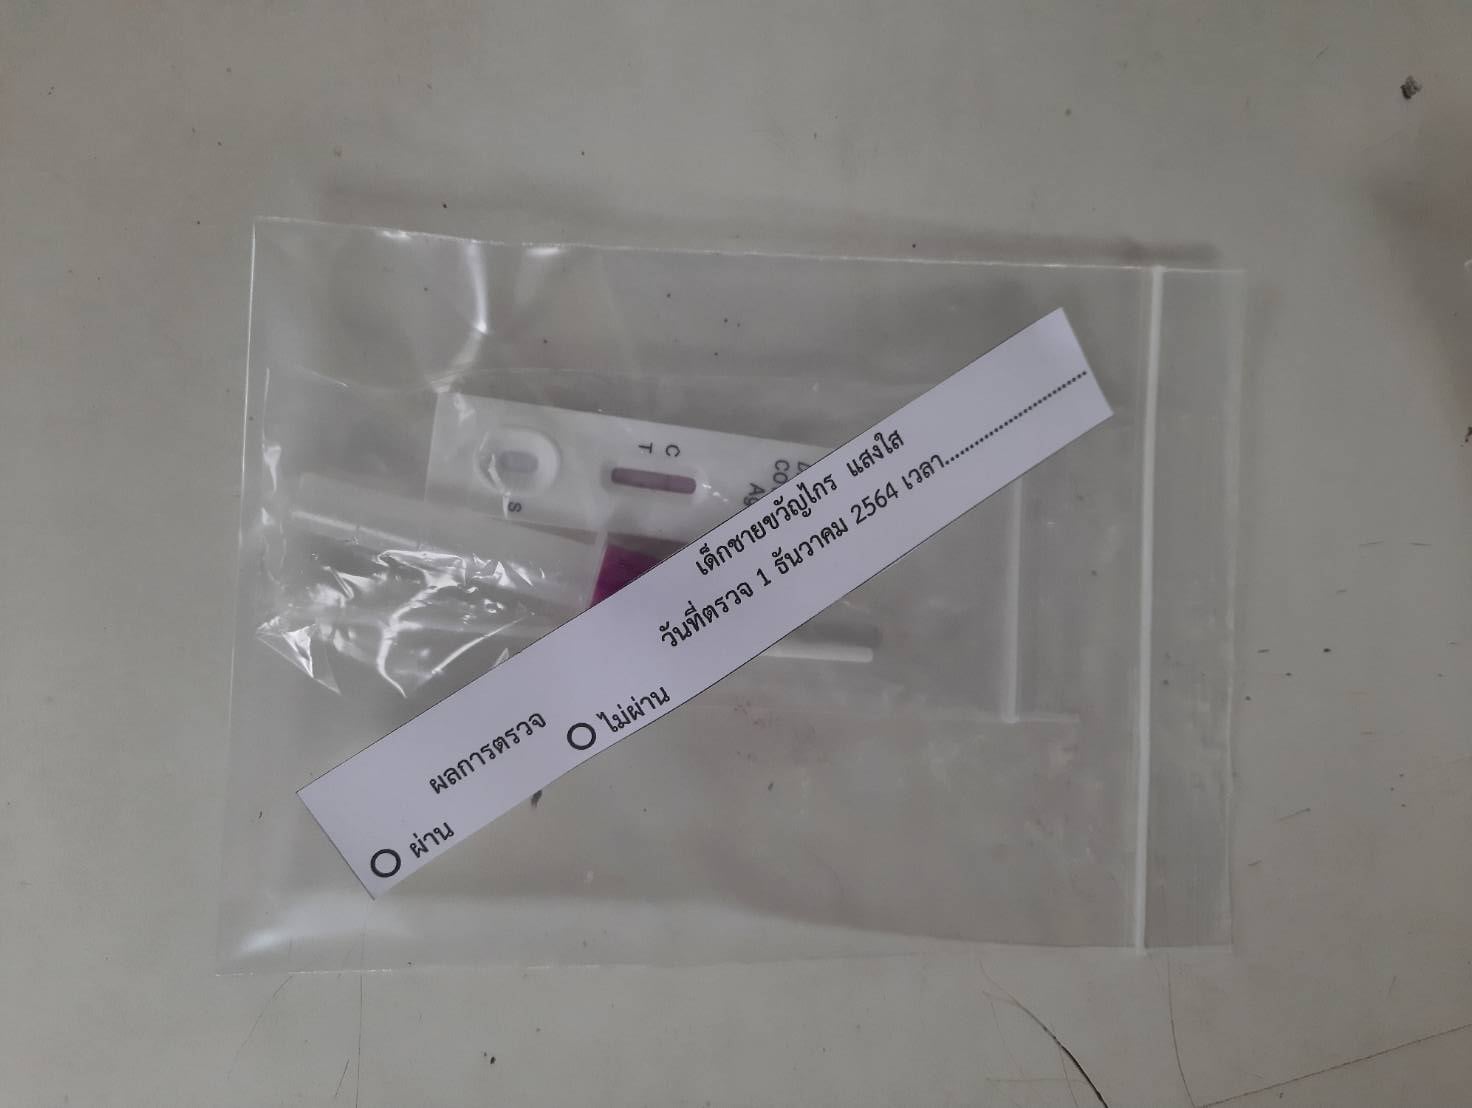 เด็กชายขวัญไกร แสงใส
วันที่ตรวจ 1 ธันวาคม 2564 เวลา........................
ผลการตรวจ
○ ผ่าน ○ ไม่ผ่าน
C
T
S
CO
Ag